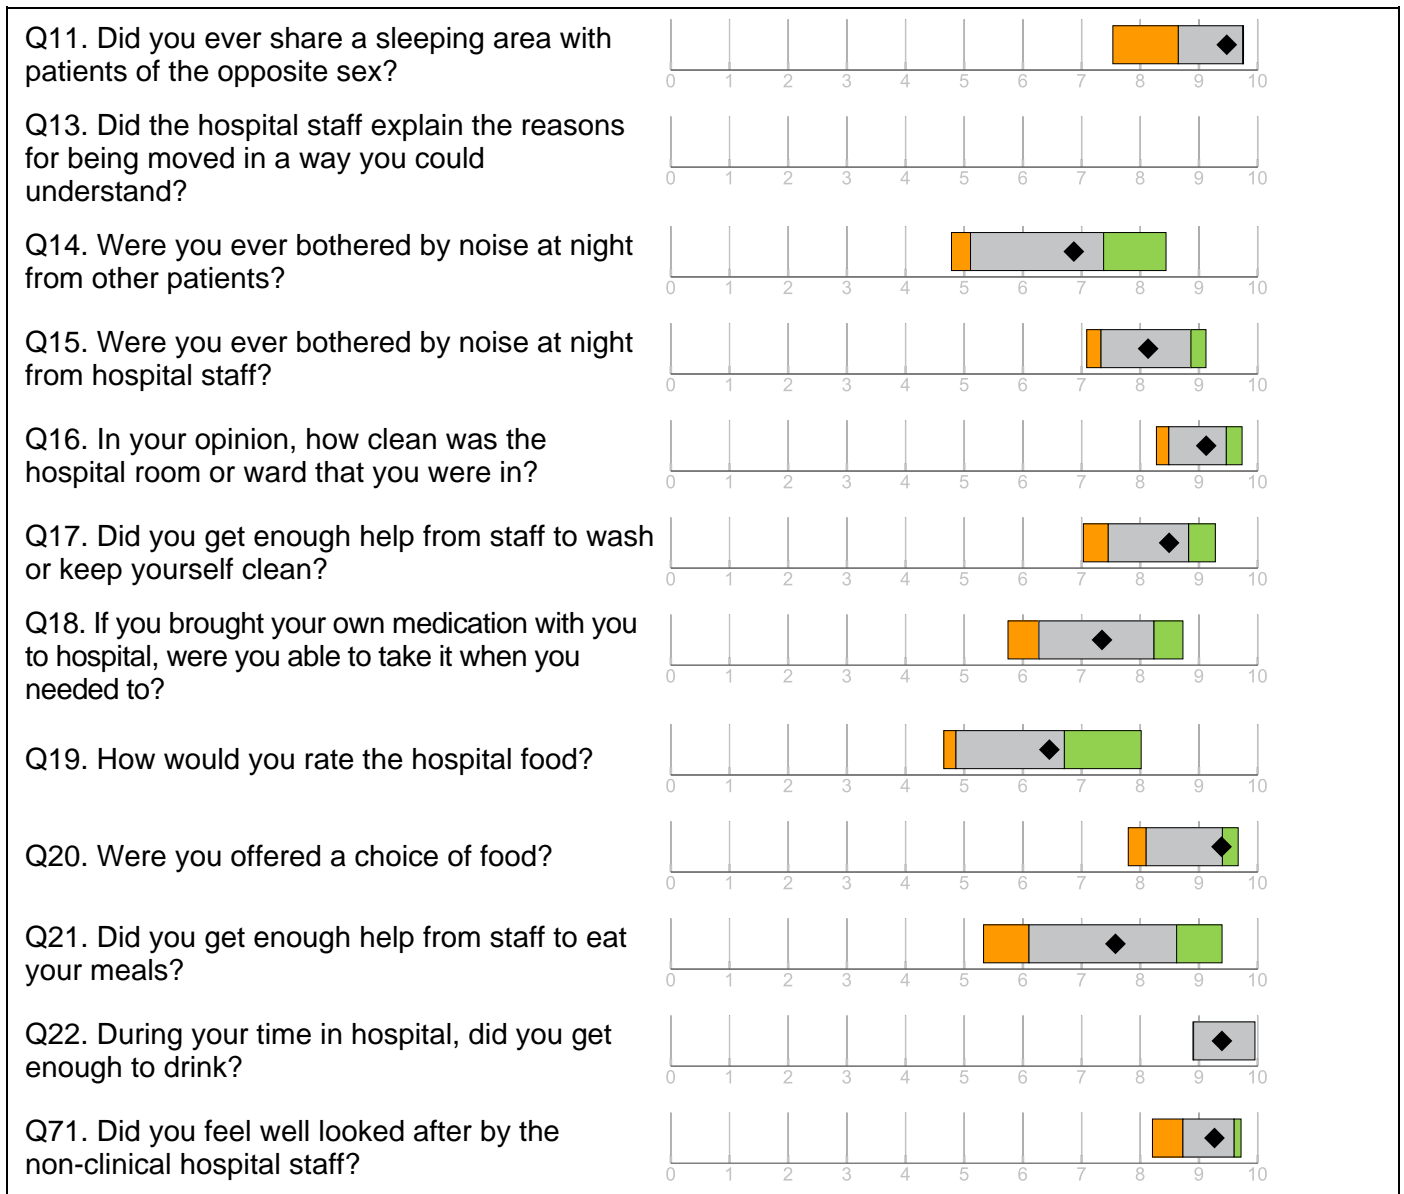 Q11. Did you ever share a sleeping area with
patients of the opposite sex?
0 1 2 3 4 5 6 7 8 9 10
Q13. Did the hospital staff explain the reasons
for being moved in a way you could
understand?
0 1 2 3 4 5 6 7 8 9 10
Q14. Were you ever bothered by noise at night
from other patients?
0 1 2 3 4 5 6 7 8 9 10
Q15. Were you ever bothered by noise at night
from hospital staff?
0 1 2 3 4 5 6 7 8 9 10
Q16. In your opinion, how clean was the
hospital room or ward that you were in?
0 1 2 3 4 5 6 7 8 9 10
Q17. Did you get enough help from staff to wash
or keep yourself clean?
0 1 2 3 4 5 6 7 8 9 10
Q18. If you brought your own medication with you
to hospital, were you able to take it when you
needed to?
0 1 2 3 4 5 6 7 8 9 10
Q19. How would you rate the hospital food?
0 1 2 3 4 5 6 7 8 9 10
Q20. Were you offered a choice of food?
0 1 2 3 4 5 6 7 8 9 10
Q21. Did you get enough help from staff to eat
your meals?
0 1 2 3 4 5 6 7 8 9 10
Q22. During your time in hospital, did you get
enough to drink?
0 1 2 3 4 5 6 7 8 9 10
Q71. Did you feel well looked after by the
non-clinical hospital staff?
0 1 2 3 4 5 6 7 8 9 10